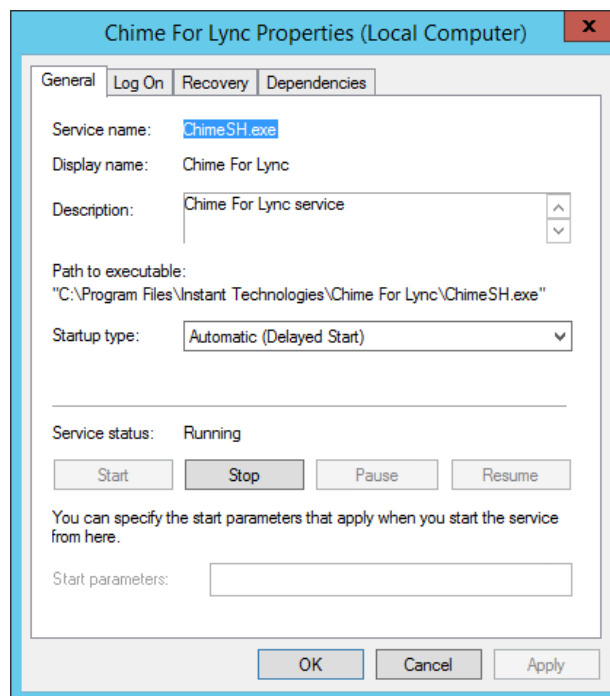 Chime For Lync Properties (Local Computer)
x
General Log On Recovery Dependencies
Service name: ChimeSH.exe
Display name: Chime For Lync
Description: Chime For Lync service
Path to executable:
"C:\Program Files\Instant Technologies\Chime For Lync\ChimeSH.exe"
Startup type: Automatic (Delayed Start)
Service status: Running
Start Stop Pause Resume
You can specify the start parameters that apply when you start the service
from here.
Start parameters:
OK Cancel Apply